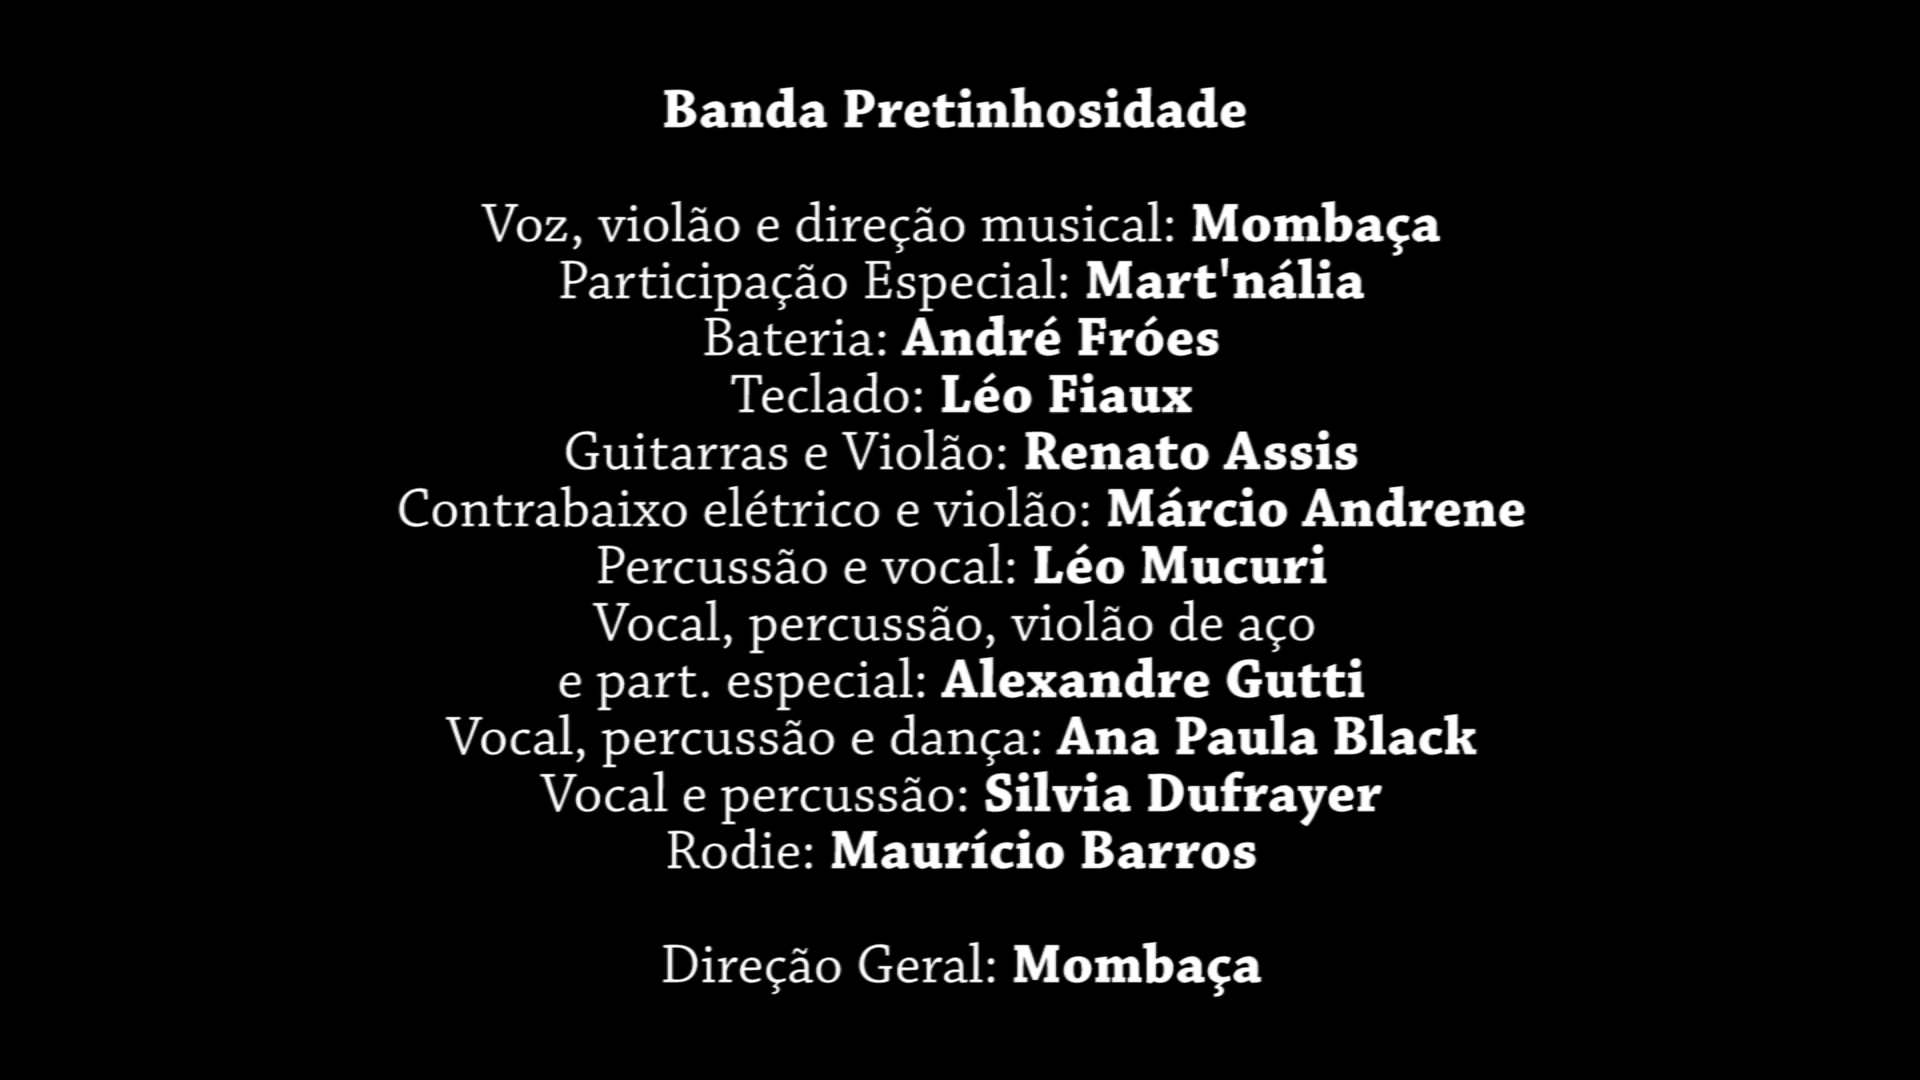 Banda Pretinhosidade
Voz, violão e direção musical: Mombaça
Participação Especial: Mart'nália
Bateria: André Fróes
Teclado: Léo Fiaux
Guitarras e Violão: Renato Assis
Contrabaixo elétrico e violão: Márcio Andrene
Percussão e vocal: Léo Mucuri
Vocal, percussão, violão de aço
e part. especial: Alexandre Gutti
Vocal, percussão e dança: Ana Paula Black
Vocal e percussão: Silvia Dufrayer
Rodie: Maurício Barros
Direção Geral: Mombaça